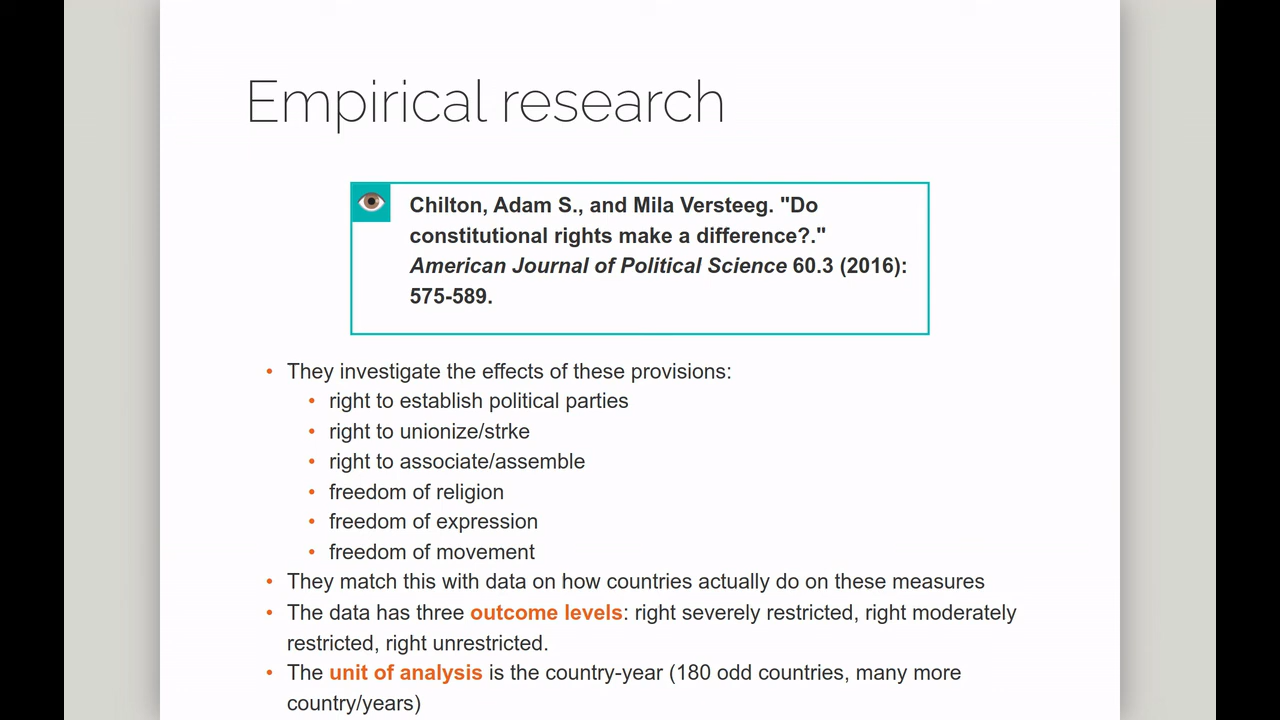 Empirical research
Chilton, Adam S., and Mila Versteeg. "Do
constitutional rights make a difference?."
American Journal of Political Science 60.3 (2016):
575-589.
• They investigate the effects of these provisions:
• right to establish political parties
• right to unionize/strke
• right to associate/assemble
• freedom of religion
• freedom of expression
• freedom of movement
• They match this with data on how countries actually do on these measures
• The data has three outcome levels: right severely restricted, right moderately
restricted, right unrestricted.
• The unit of analysis is the country-year (180 odd countries, many more
country/years)